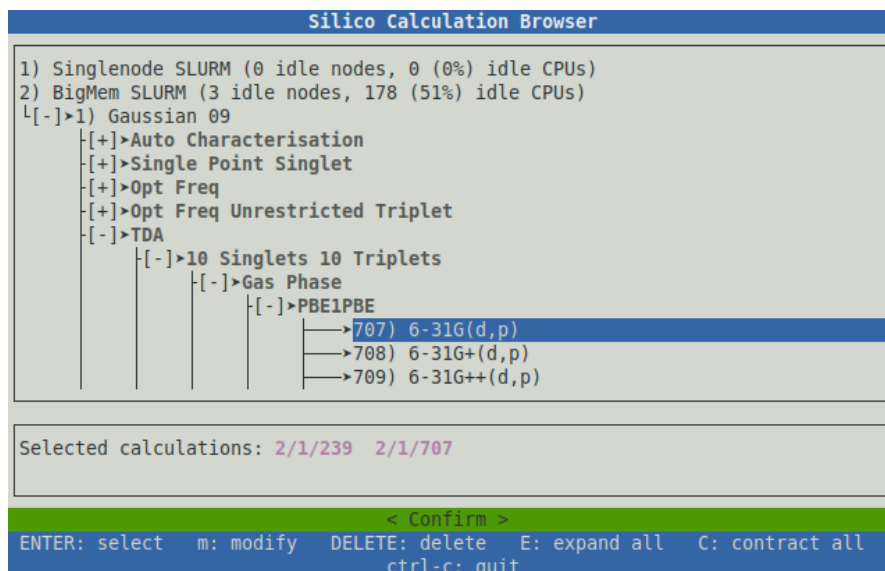 Silico Calculation Browser
1) Singlenode SLURM (0 idle nodes, 0 (0%) idle CPUs)
2) BigMem SLURM (3 idle nodes, 178 (51%) idle CPUs)
[-]➤1) Gaussian 09
[+]➤Auto Characterisation
[+]➤Single Point Singlet
[+]➤Opt Freq
[+]➤Opt Freq Unrestricted Triplet
[-]➤TDA
[-]➤10 Singlets 10 Triplets
[-]➤Gas Phase
[-]➤PBE1PBE
➤707) 6-31G(d,p)
➤708) 6-31G+(d,p)
➤709) 6-31G++(d,p)
Selected calculations: 2/1/239 2/1/707
< Confirm >
ENTER: select m: modify DELETE: delete E: expand all C: contract all
ctrl-c: quit